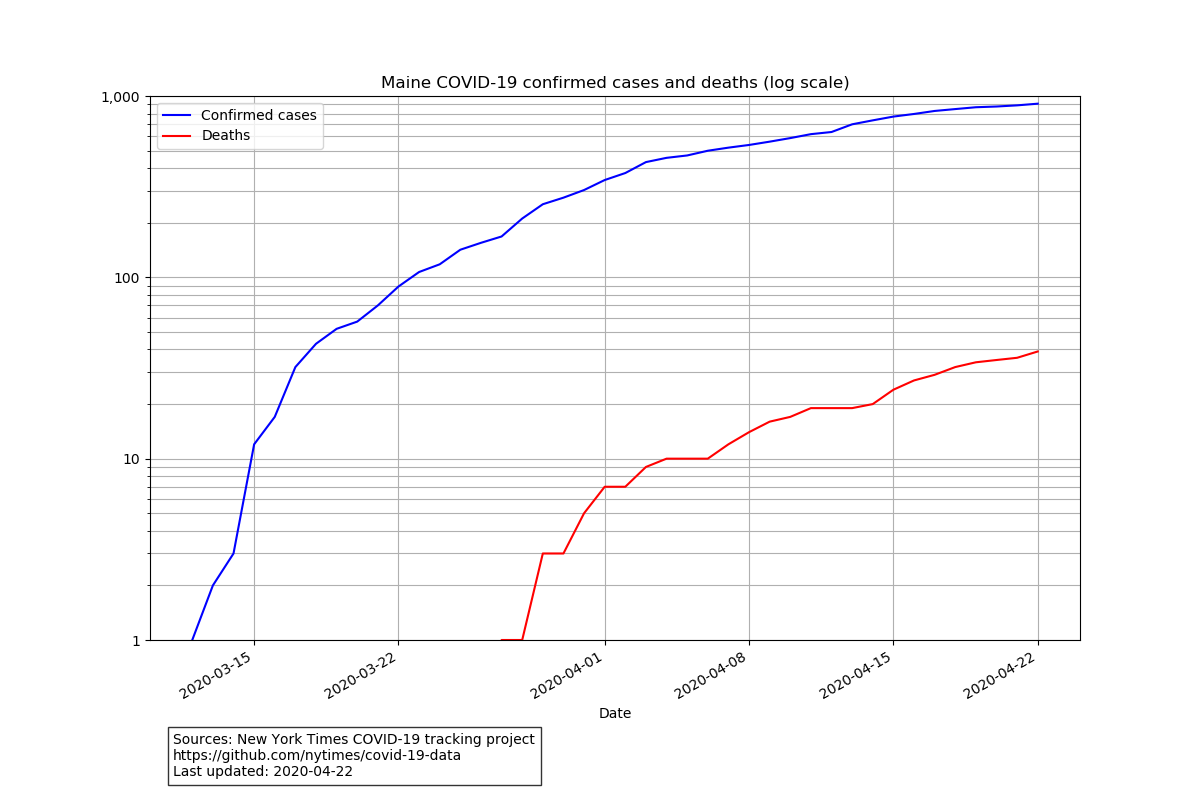 Maine COVID-19 confirmed cases and deaths (log scale)
1,000
100
10
1
Confirmed cases
Deaths
2020-03-15
2020-03-22
2020-04-01
2020-04-08
2020-04-15
2020-04-22
Date
Sources: New York Times COVID-19 tracking project
https://github.com/nytimes/covid-19-data
Last updated: 2020-04-22